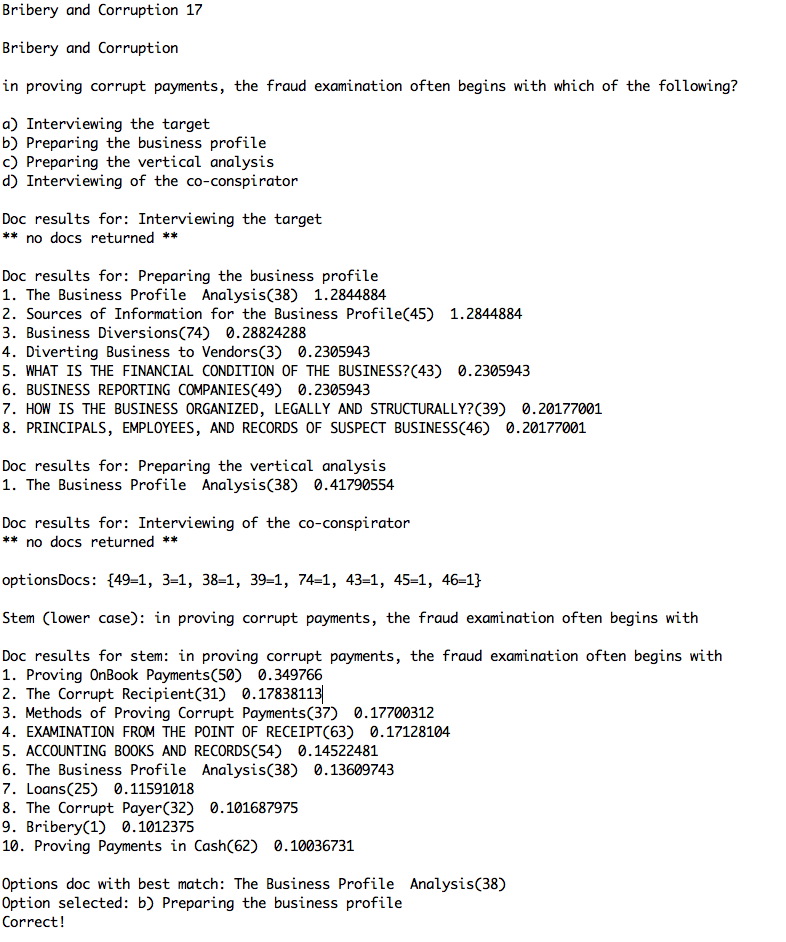 Bribery and Corruption 17
Bribery and Corruption
in proving corrupt payments, the fraud examination often begins with which of the following?
a) Interviewing the target
b) Preparing the business profile
c) Preparing the vertical analysis
d) Interviewing of the co-conspirator
Doc results for: Interviewing the target
** no docs returned **
Doc results for: Preparing the business profile
1. The Business Profile  Analysis(38)  1.2844884
2. Sources of Information for the Business Profile(45)  1.2844884
3. Business Diversions(74)  0.28824288
4. Diverting Business to Vendors(3)  0.2305943
5. WHAT IS THE FINANCIAL CONDITION OF THE BUSINESS?(43)  0.2305943
6. BUSINESS REPORTING COMPANIES(49)  0.2305943
7. HOW IS THE BUSINESS ORGANIZED, LEGALLY AND STRUCTURALLY?(39)  0.20177001
8. PRINCIPALS, EMPLOYEES, AND RECORDS OF SUSPECT BUSINESS(46)  0.20177001
Doc results for: Preparing the vertical analysis
1. The Business Profile  Analysis(38)  0.41790554
Doc results for: Interviewing of the co-conspirator
** no docs returned **
optionsDocs: {49=1, 3=1, 38=1, 39=1, 74=1, 43=1, 45=1, 46=1}
Stem (lower case): in proving corrupt payments, the fraud examination often begins with
Doc results for stem: in proving corrupt payments, the fraud examination often begins with
1. Proving OnBook Payments(50)  0.349766
2. The Corrupt Recipient(31)  0.17838113
3. Methods of Proving Corrupt Payments(37)  0.17700312
4. EXAMINATION FROM THE POINT OF RECEIPT(63)  0.17128104
5. ACCOUNTING BOOKS AND RECORDS(54)  0.14522481
6. The Business Profile  Analysis(38)  0.13609743
7. Loans(25)  0.11591018
8. The Corrupt Payer(32)  0.101687975
9. Bribery(1)  0.1012375
10. Proving Payments in Cash(62)  0.10036731
Options doc with best match: The Business Profile  Analysis(38)
Option selected: b) Preparing the business profile
Correct!